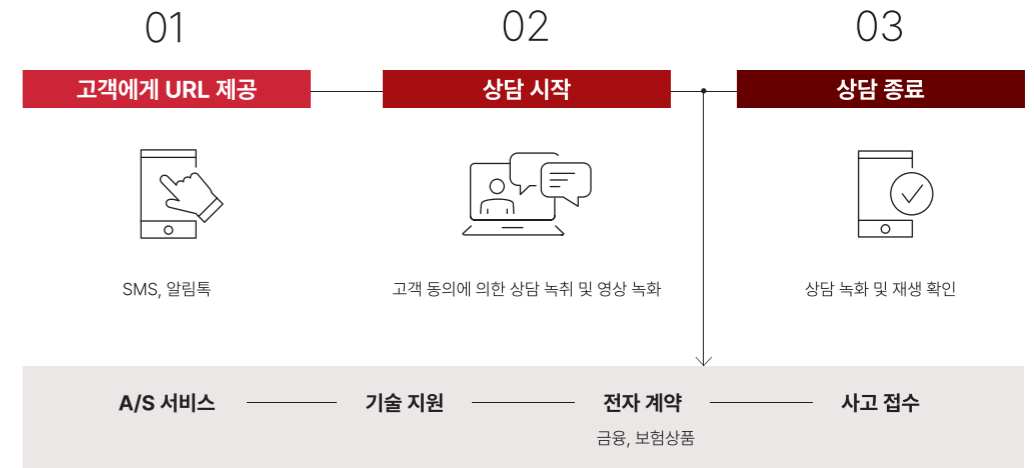 01
02
03
고객에게 URL 제공
상담 시작
상담 종료
SMS, 알림톡
고객 동의에 의한 상담 녹취 및 영상 녹화
상담 녹화 및 재생 확인
A/S 서비스
기술 지원
전자 계약
사고 접수
금융, 보험상품